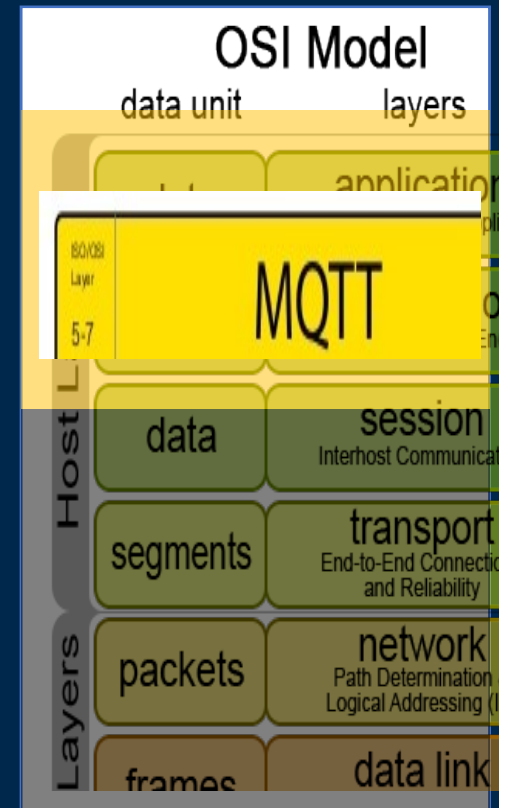 OSI Model
data unit layers
application
ISO/OSI
Layer
5-7
MQTT
Host L
data
session
Interhost Communicat
segments
transport
End-to-End Connectio
and Reliability
Layers
packets
network
Path Determination
Logical Addressing (I
frames
data link